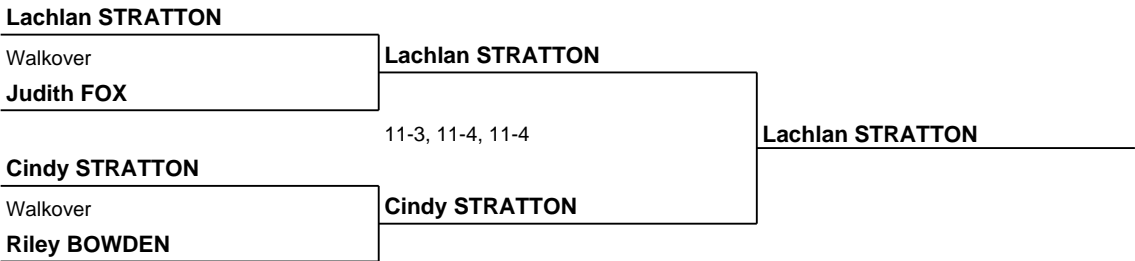 Lachlan STRATTON
Walkover
Lachlan STRATTON
Judith FOX
11-3, 11-4, 11-4
Lachlan STRATTON
Cindy STRATTON
Walkover
Cindy STRATTON
Riley BOWDEN